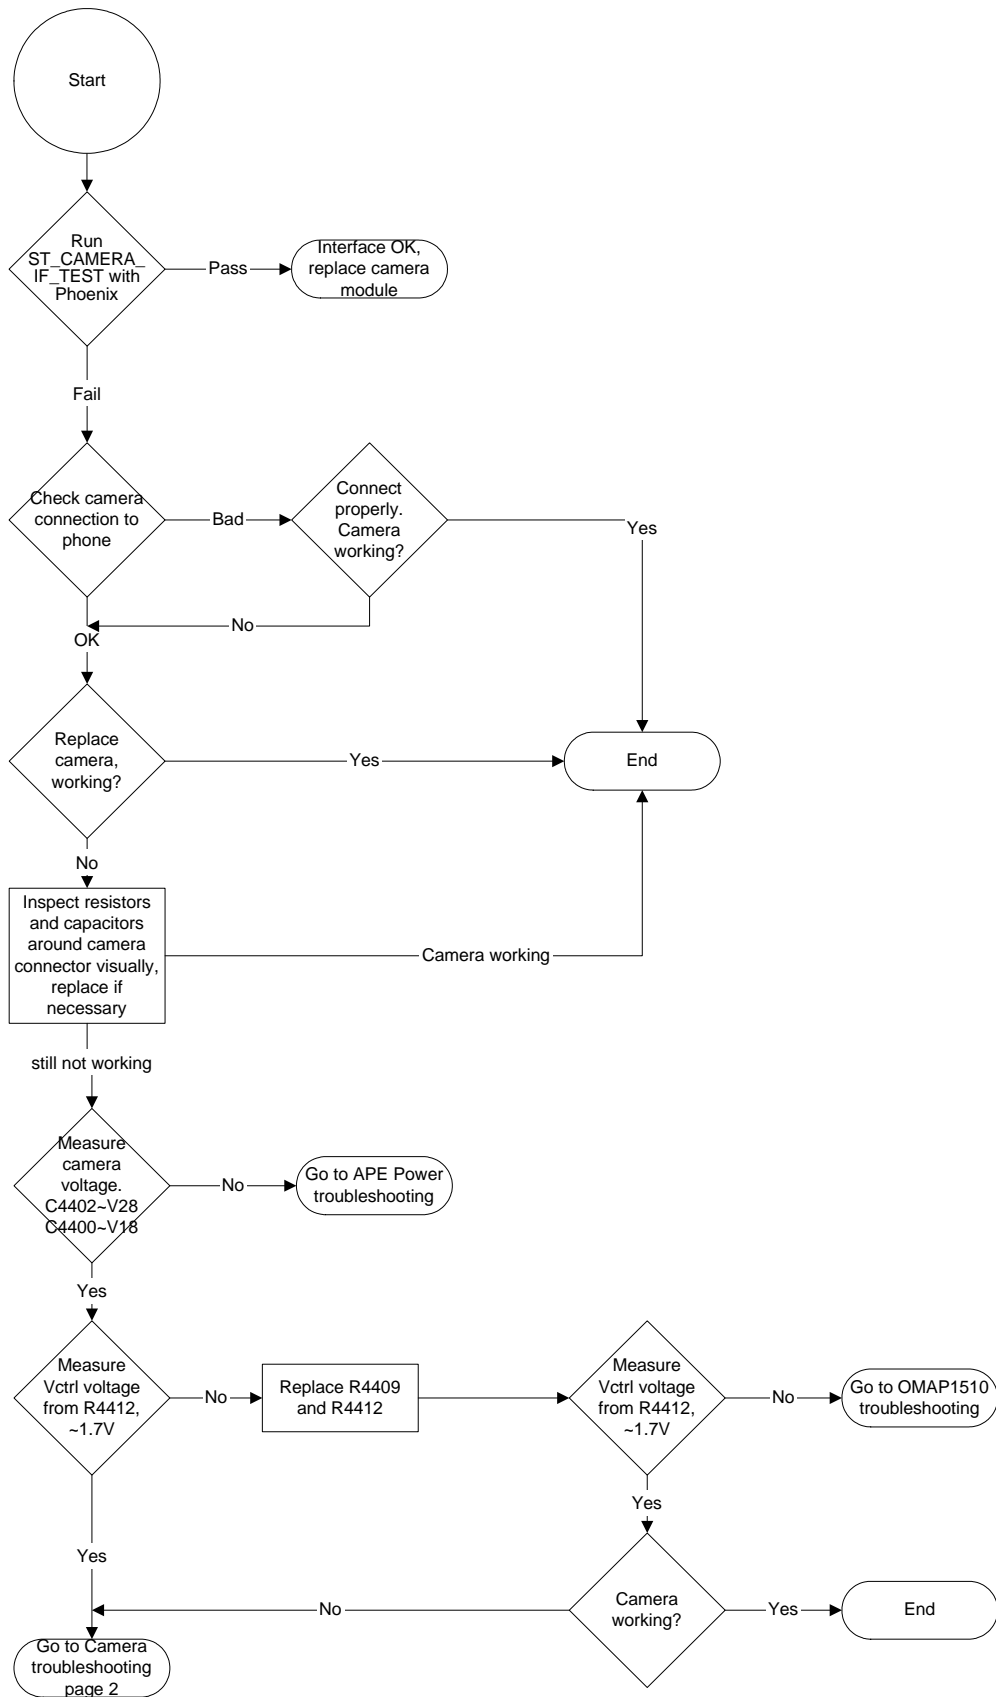 Start
Run
ST_CAMERA_
IF_TEST with
Phoenix
Pass
Interface OK,
replace camera
module
Fail
Check camera
connection to
phone
Bad
Connect
properly.
Camera
working?
Yes
No
OK
Replace
camera,
working?
Yes
End
No
Inspect resistors
and capacitors
around camera
connector visually,
replace if
necessary
Camera working
still not working
Measure
camera
voltage.
C4402~V28
C4400~V18
No
Go to APE Power
troubleshooting
Yes
Measure
Vctrl voltage
from R4412,
~1.7V
No
Replace R4409
and R4412
Measure
Vctrl voltage
from R4412,
~1.7V
No
Go to OMAP1510
troubleshooting
Yes
Yes
Camera
working?
No
Yes
End
Go to Camera
troubleshooting
page 2